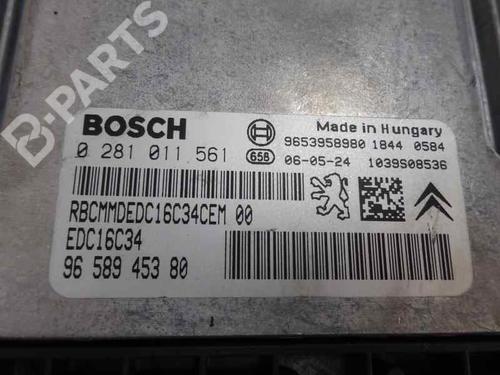 B-PARTS
BOSCH
Made in Hungary
9653958980 1844 0584
0 281 011 561
658
06-05-24
1039S08536
RBCMMDEDC16C34CEM 00
EDC16C34
96 589 453 80